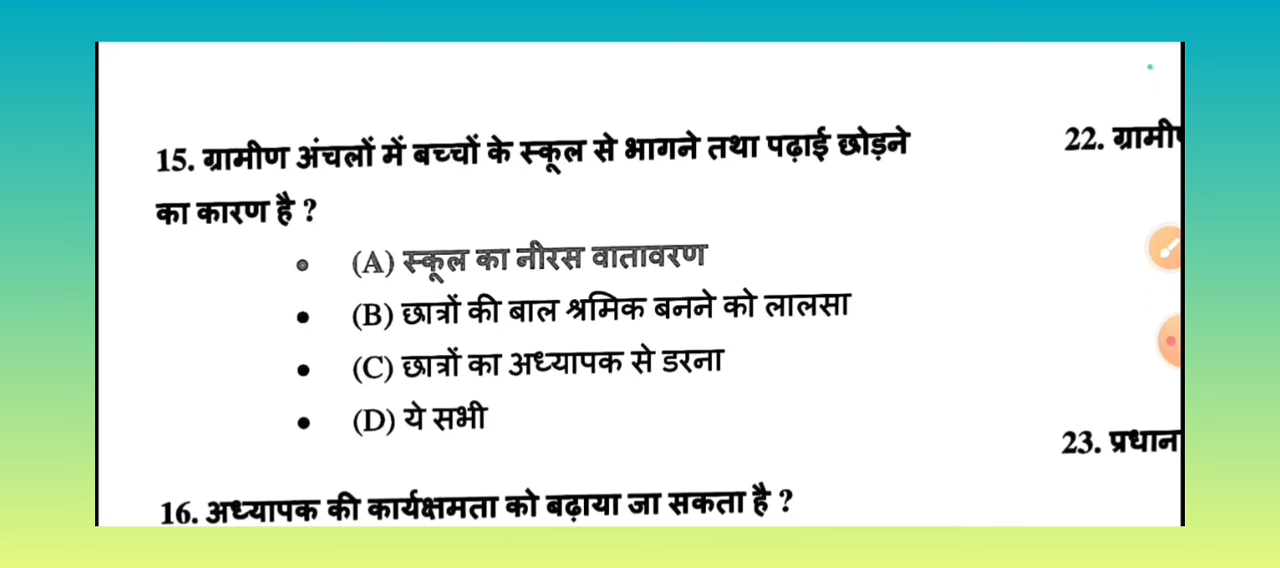 15. ग्रामीण अंचलों में बच्चों के स्कूल से भागने तथा पढ़ाई छोड़ने
का कारण है ?
(A) स्कूल का नीरस वातावरण
(B) छात्रों की बाल श्रमिक बनने को लालसा
(C) छात्रों का अध्यापक से डरना
(D) ये सभी
16. अध्यापक की कार्यक्षमता को बढ़ाया जा सकता है ?
22.
23. प्रधान